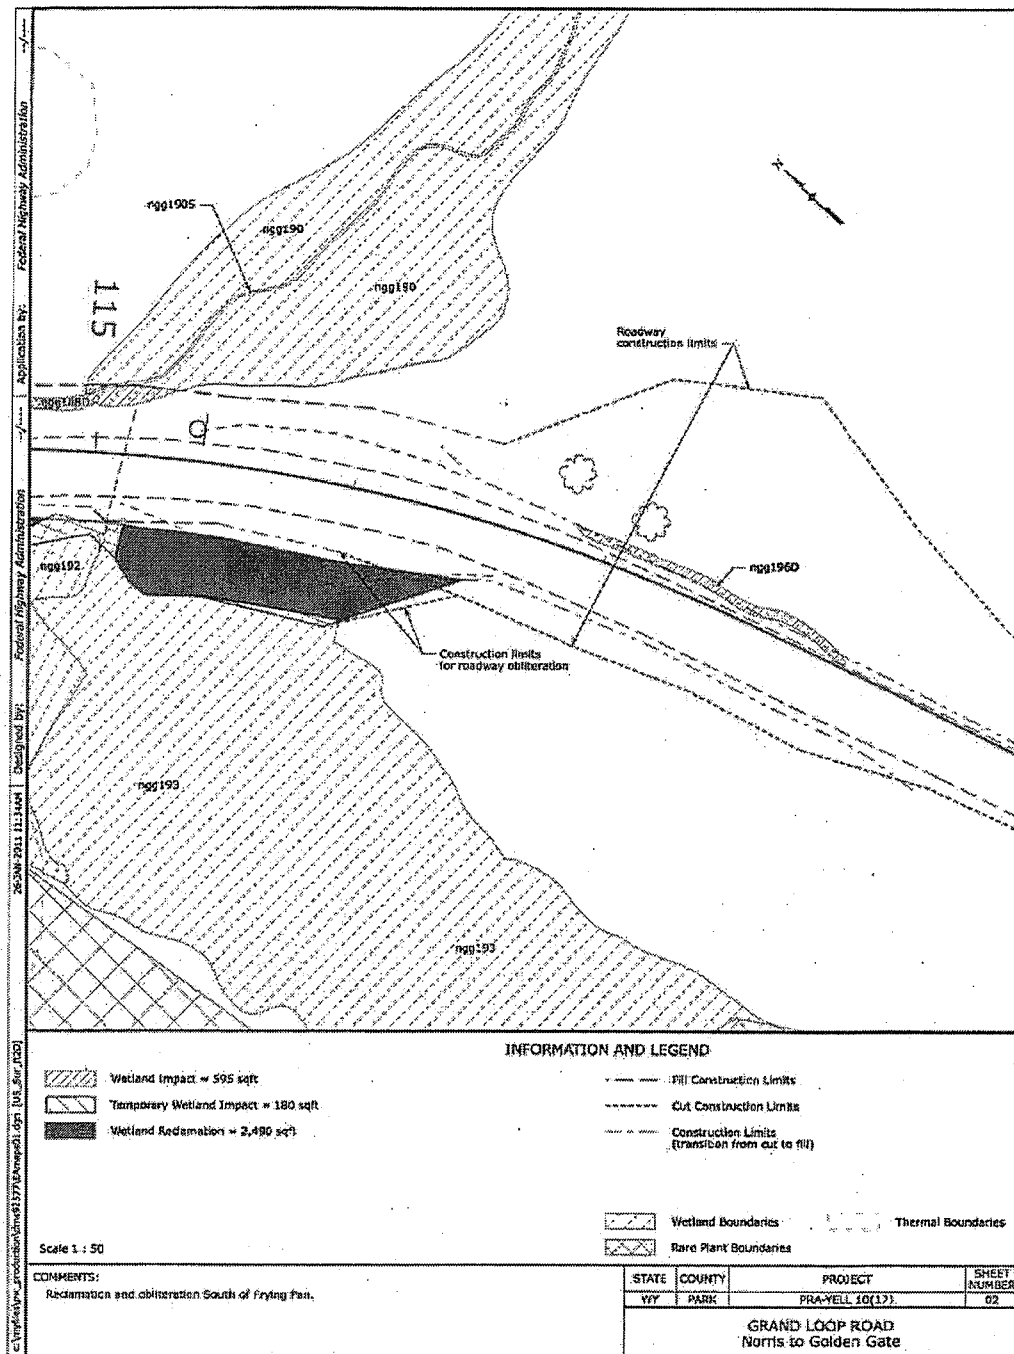 ngg190S
ngg190
ngg190
115
Roadway
construction limits
ngg188D
ngg192
ngg196D
Construction limits
for roadway obliteration
ngg193
ngg193
Application by: Federal Highway Administration --/----
Designed by: Federal Highway Administration --/----
26-JAN-2011 11:34AM
INFORMATION AND LEGEND
Wetland Impact = 595 sqft
Temporary Wetland Impact = 180 sqft
Wetland Reclamation = 2,490 sqft
Fill Construction Limits
Cut Construction Limits
Construction Limits
(transition from cut to fill)
Wetland Boundaries
Thermal Boundaries
Rare Plant Boundaries
Scale 1 : 50
COMMENTS:
Reclamation and obliteration South of Frying Pan.
STATE COUNTY PROJECT SHEET NUMBER
WY PARK PRA-YELL 10(17) 02
GRAND LOOP ROAD
Norris to Golden Gate